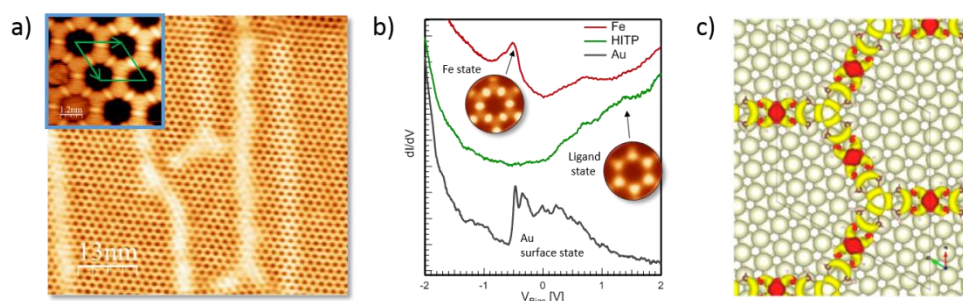 a)
1.2nm
13nm
b)
Fe
HITP
Au
Fe state
Ligand
state
Au
surface state
dI/dV
-2
-1
0
1
2
V_Bias [V]
c)